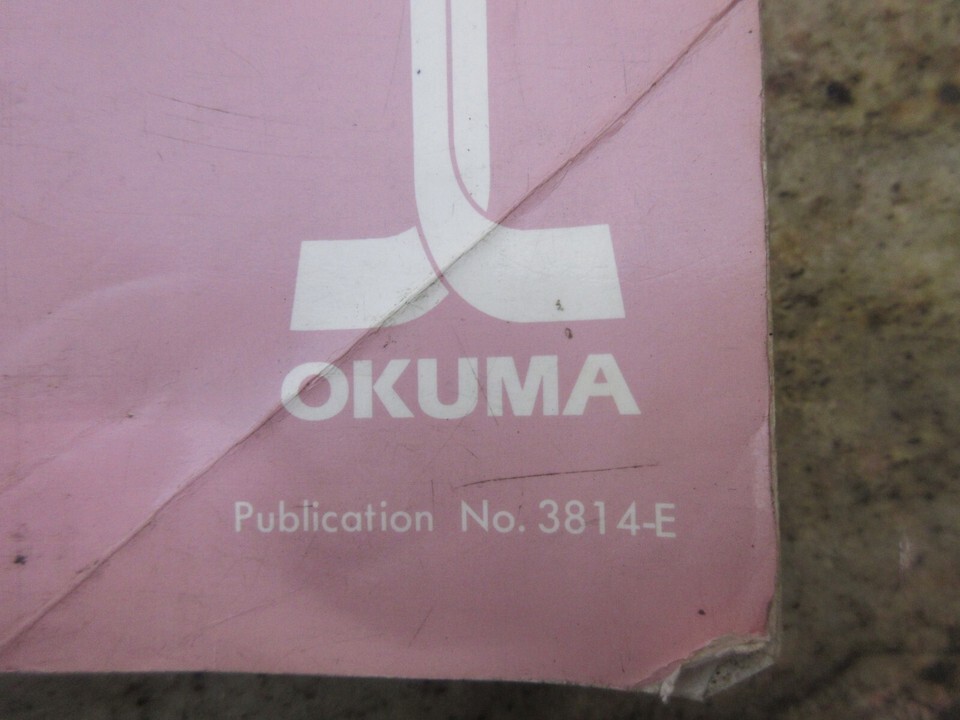 OKUMA
Publication No. 3814-E